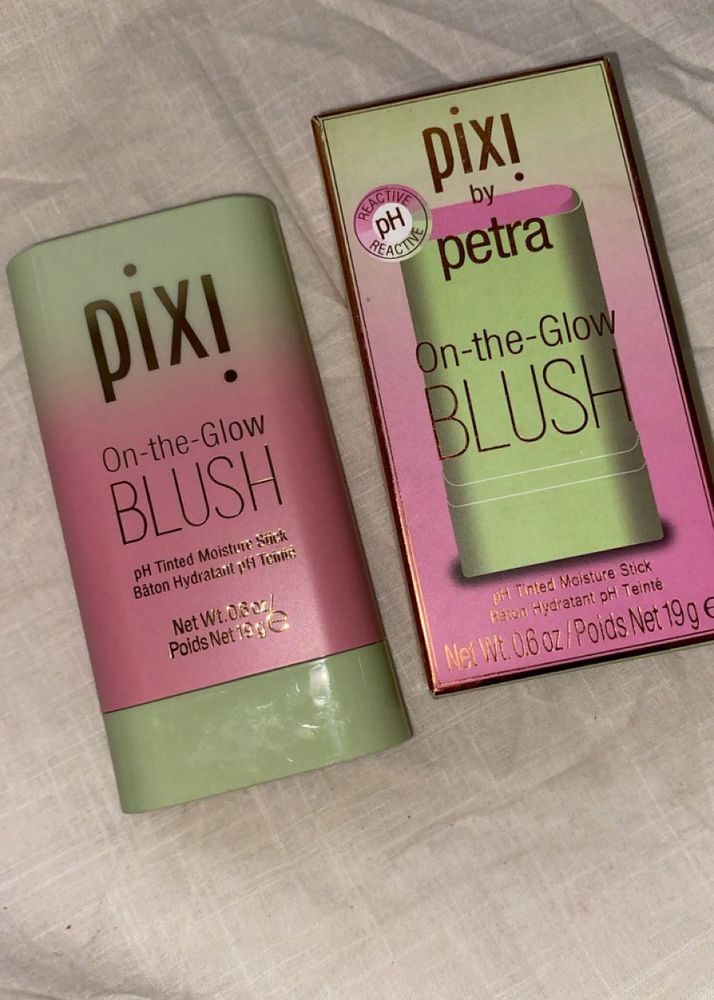 pixi
On-the-Glow
BLUSH
pH Tinted Moisture Stick
Bâton Hydratant pH Teinté
Net Wt. 0.6 oz/
Poids Net 19 g ℮
pixi
by
petra
REACTIVE
pH
REACTIVE
On-the-Glow
BLUSH
pH Tinted Moisture Stick
Bâton Hydratant pH Teinté
Net Wt. 0.6 oz/Poids Net 19 g ℮